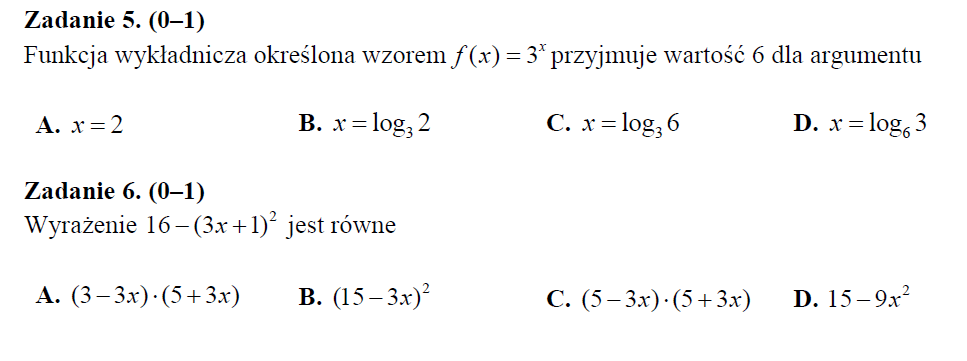 Zadanie 5. (0–1)
Funkcja wykładnicza określona wzorem f(x) = 3ˣ przyjmuje wartość 6 dla argumentu
A. x = 2 B. x = log₃ 2 C. x = log₃ 6 D. x = log₆ 3
Zadanie 6. (0–1)
Wyrażenie 16 – (3x + 1)² jest równe
A. (3 – 3x) · (5 + 3x) B. (15 – 3x)² C. (5 – 3x) · (5 + 3x) D. 15 – 9x²